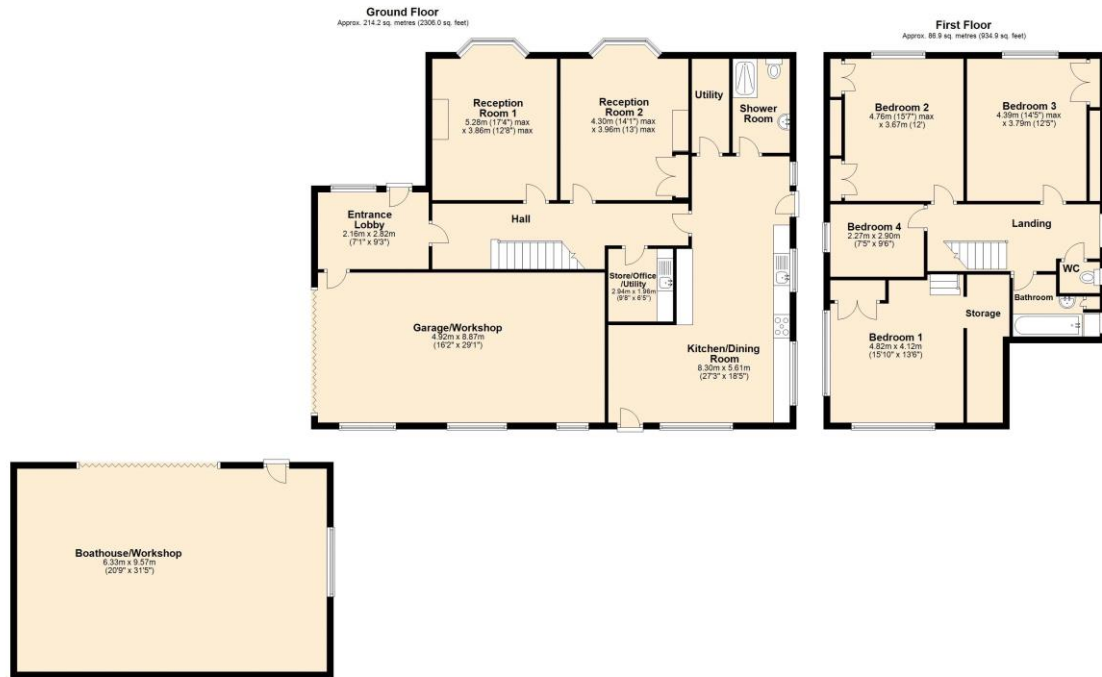 Ground Floor
Approx. 214.2 sq. metres (2306.0 sq. feet)
Reception
Room 1
5.28m (17'4") max
x 3.86m (12'8") max
Reception
Room 2
4.30m (14'1") max
x 3.96m (13') max
Utility
Shower
Room
Entrance
Lobby
2.16m x 2.82m
(7'1" x 9'3")
Hall
Store/Office
/Utility
2.94m x 1.96m
(9'8" x 6'5")
Garage/Workshop
4.92m x 8.87m
(16'2" x 29'1")
Kitchen/Dining
Room
8.30m x 5.61m
(27'3" x 18'5")
Boathouse/Workshop
6.33m x 9.57m
(20'9" x 31'5")
First Floor
Approx. 86.9 sq. metres (934.9 sq. feet)
Bedroom 2
4.76m (15'7") max
x 3.67m (12')
Bedroom 3
4.39m (14'5") max
x 3.79m (12'5")
Bedroom 4
2.27m x 2.90m
(7'5" x 9'6")
Landing
WC
Bathroom
Storage
Bedroom 1
4.82m x 4.12m
(15'10" x 13'6")